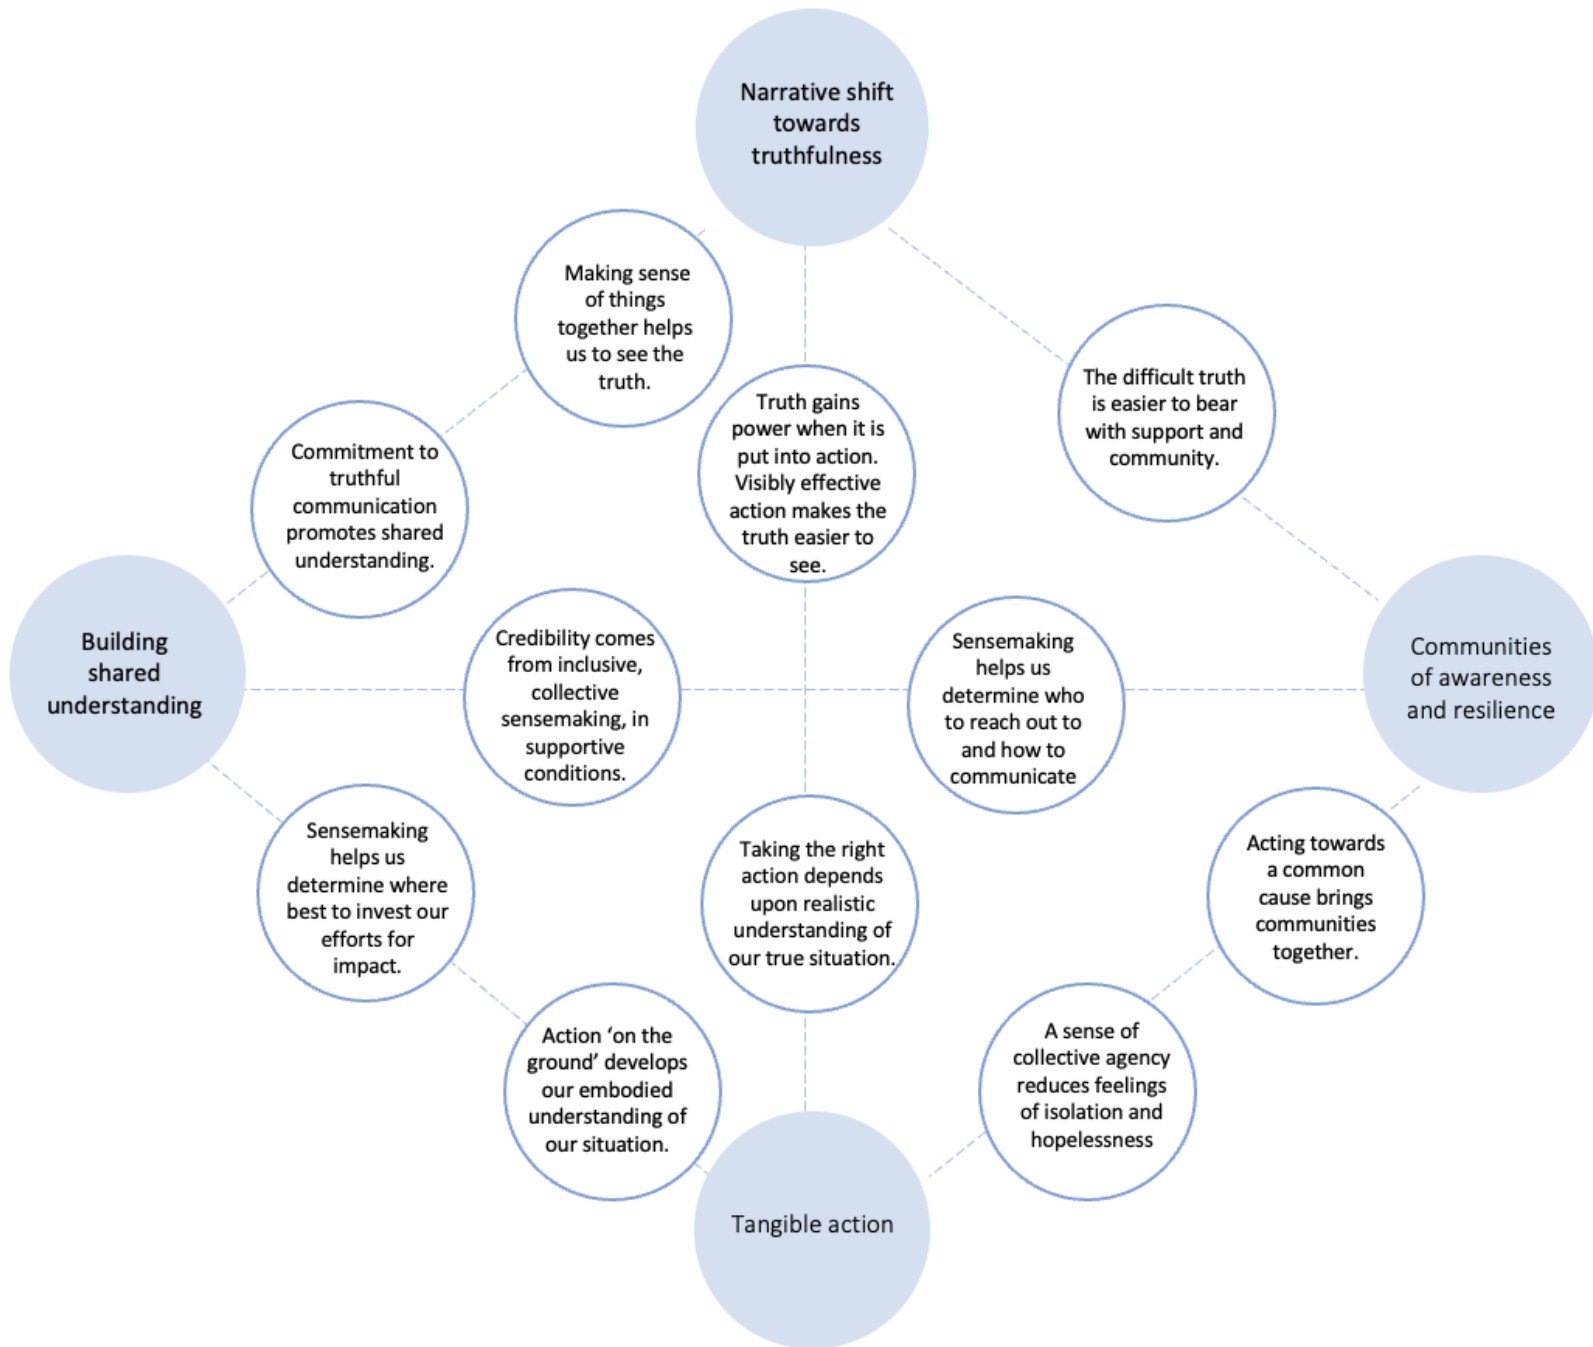 Narrative shift
towards
truthfulness
Making sense
of things
together helps
us to see the
truth.
The difficult truth
is easier to bear
with support and
community.
Truth gains
power when it is
put into action.
Visibly effective
action makes the
truth easier to
see.
Commitment to
truthful
communication
promotes shared
understanding.
Building
shared
understanding
Credibility comes
from inclusive,
collective
sensemaking, in
supportive
conditions.
Sensemaking
helps us
determine who
to reach out to
and how to
communicate
Communities
of awareness
and resilience
Sensemaking
helps us
determine where
best to invest our
efforts for
impact.
Taking the right
action depends
upon realistic
understanding of
our true situation.
Acting towards
a common
cause brings
communities
together.
Action ‘on the
ground’ develops
our embodied
understanding of
our situation.
A sense of
collective agency
reduces feelings
of isolation and
hopelessness
Tangible action